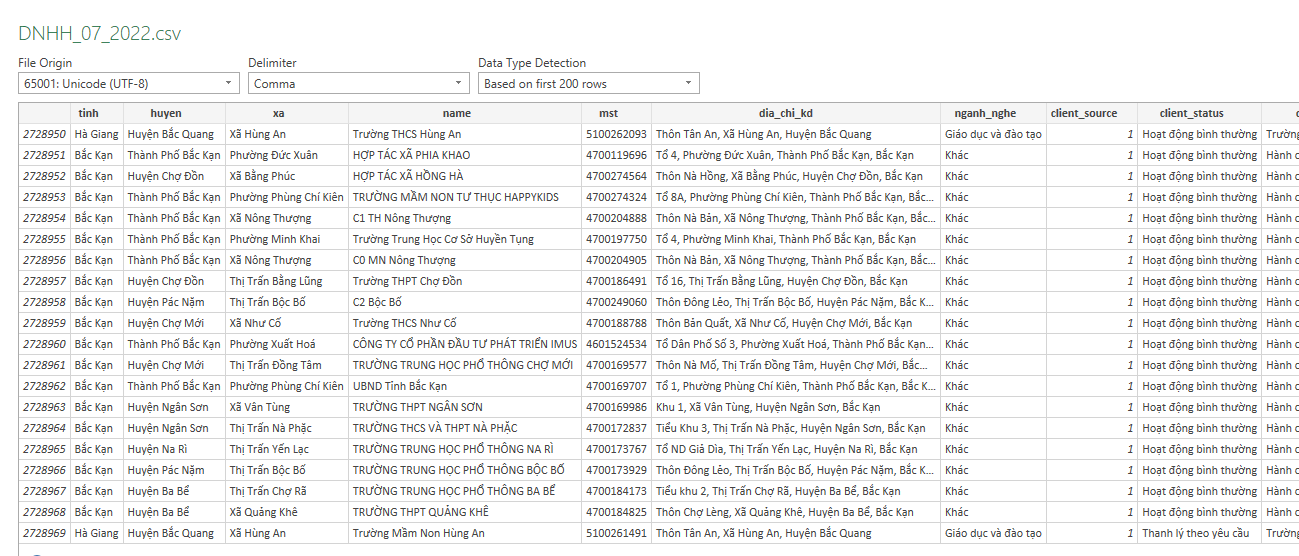 DNHH_07_2022.csv
File Origin Delimiter Data Type Detection
65001: Unicode (UTF-8) Comma Based on first 200 rows
tinh huyen xa name mst dia_chi_kd nganh_nghe client_source client_status
2728950 Hà Giang Huyện Bắc Quang Xã Hùng An Trường THCS Hùng An 5100262093 Thôn Tân An, Xã Hùng An, Huyện Bắc Quang Giáo dục và đào tạo 1 Hoạt động bình thường Trường
2728951 Bắc Kạn Thành Phố Bắc Kạn Phường Đức Xuân HỢP TÁC XÃ PHIA KHAO 4700119696 Tổ 4, Phường Đức Xuân, Thành Phố Bắc Kạn, Bắc Kạn Khác 1 Hoạt động bình thường Hành c
2728952 Bắc Kạn Huyện Chợ Đồn Xã Bằng Phúc HỢP TÁC XÃ HỒNG HÀ 4700274564 Thôn Nà Hồng, Xã Bằng Phúc, Huyện Chợ Đồn, Bắc Kạn Khác 1 Hoạt động bình thường Hành c
2728953 Bắc Kạn Thành Phố Bắc Kạn Phường Phùng Chí Kiên TRƯỜNG MẦM NON TƯ THỤC HAPPYKIDS 4700274324 Tổ 8A, Phường Phùng Chí Kiên, Thành Phố Bắc Kạn, Bắc... Khác 1 Hoạt động bình thường Hành c
2728954 Bắc Kạn Thành Phố Bắc Kạn Xã Nông Thượng C1 TH Nông Thượng 4700204888 Thôn Nà Bản, Xã Nông Thượng, Thành Phố Bắc Kạn, Bắc... Khác 1 Hoạt động bình thường Hành c
2728955 Bắc Kạn Thành Phố Bắc Kạn Phường Minh Khai Trường Trung Học Cơ Sở Huyền Tụng 4700197750 Tổ 4, Phường Minh Khai, Thành Phố Bắc Kạn, Bắc Kạn Khác 1 Hoạt động bình thường Hành c
2728956 Bắc Kạn Thành Phố Bắc Kạn Xã Nông Thượng C0 MN Nông Thượng 4700204905 Thôn Nà Bản, Xã Nông Thượng, Thành Phố Bắc Kạn, Bắc... Khác 1 Hoạt động bình thường Hành c
2728957 Bắc Kạn Huyện Chợ Đồn Thị Trấn Bằng Lũng Trường THPT Chợ Đồn 4700186491 Tổ 16, Thị Trấn Bằng Lũng, Huyện Chợ Đồn, Bắc Kạn Khác 1 Hoạt động bình thường Hành c
2728958 Bắc Kạn Huyện Pác Nặm Thị Trấn Bộc Bố C2 Bộc Bố 4700249060 Thôn Đông Lẻo, Thị Trấn Bộc Bố, Huyện Pác Nặm, Bắc K... Khác 1 Hoạt động bình thường Hành c
2728959 Bắc Kạn Huyện Chợ Mới Xã Như Cố Trường THCS Như Cố 4700188788 Thôn Bản Quất, Xã Như Cố, Huyện Chợ Mới, Bắc Kạn Khác 1 Hoạt động bình thường Hành c
2728960 Bắc Kạn Thành Phố Bắc Kạn Phường Xuất Hoá CÔNG TY CỔ PHẦN ĐẦU TƯ PHÁT TRIỂN IMUS 4601524534 Tổ Dân Phố Số 3, Phường Xuất Hoá, Thành Phố Bắc Kạn... Khác 1 Hoạt động bình thường Hành c
2728961 Bắc Kạn Huyện Chợ Mới Thị Trấn Đồng Tâm TRƯỜNG TRUNG HỌC PHỔ THÔNG CHỢ MỚI 4700169577 Thôn Nà Mố, Thị Trấn Đồng Tâm, Huyện Chợ Mới, Bắc... Khác 1 Hoạt động bình thường Hành c
2728962 Bắc Kạn Thành Phố Bắc Kạn Phường Phùng Chí Kiên UBND Tỉnh Bắc Kạn 4700169707 Tổ 1, Phường Phùng Chí Kiên, Thành Phố Bắc Kạn, Bắc K... Khác 1 Hoạt động bình thường Hành c
2728963 Bắc Kạn Huyện Ngân Sơn Xã Vân Tùng TRƯỜNG THPT NGÂN SƠN 4700169986 Khu 1, Xã Vân Tùng, Huyện Ngân Sơn, Bắc Kạn Khác 1 Hoạt động bình thường Hành c
2728964 Bắc Kạn Huyện Ngân Sơn Thị Trấn Nà Phặc TRƯỜNG THCS VÀ THPT NÀ PHẶC 4700172837 Tiểu Khu 3, Thị Trấn Nà Phặc, Huyện Ngân Sơn, Bắc Kạn Khác 1 Hoạt động bình thường Hành c
2728965 Bắc Kạn Huyện Na Rì Thị Trấn Yến Lạc TRƯỜNG TRUNG HỌC PHỔ THÔNG NA RÌ 4700173767 Tổ ND Giả Dìa, Thị Trấn Yến Lạc, Huyện Na Rì, Bắc Kạn Khác 1 Hoạt động bình thường Hành c
2728966 Bắc Kạn Huyện Pác Nặm Thị Trấn Bộc Bố TRƯỜNG TRUNG HỌC PHỔ THÔNG BỘC BỐ 4700173929 Thôn Đông Lẻo, Thị Trấn Bộc Bố, Huyện Pác Nặm, Bắc K... Khác 1 Hoạt động bình thường Hành c
2728967 Bắc Kạn Huyện Ba Bể Thị Trấn Chợ Rã TRƯỜNG TRUNG HỌC PHỔ THÔNG BA BỂ 4700184173 Tiểu khu 2, Thị Trấn Chợ Rã, Huyện Ba Bể, Bắc Kạn Khác 1 Hoạt động bình thường Hành c
2728968 Bắc Kạn Huyện Ba Bể Xã Quảng Khê TRƯỜNG THPT QUẢNG KHÊ 4700184825 Thôn Chợ Lèng, Xã Quảng Khê, Huyện Ba Bể, Bắc Kạn Khác 1 Hoạt động bình thường Hành c
2728969 Hà Giang Huyện Bắc Quang Xã Hùng An Trường Mầm Non Hùng An 5100261491 Thôn Tân An, Xã Hùng An, Huyện Bắc Quang Giáo dục và đào tạo 1 Thanh lý theo yêu cầu Trường